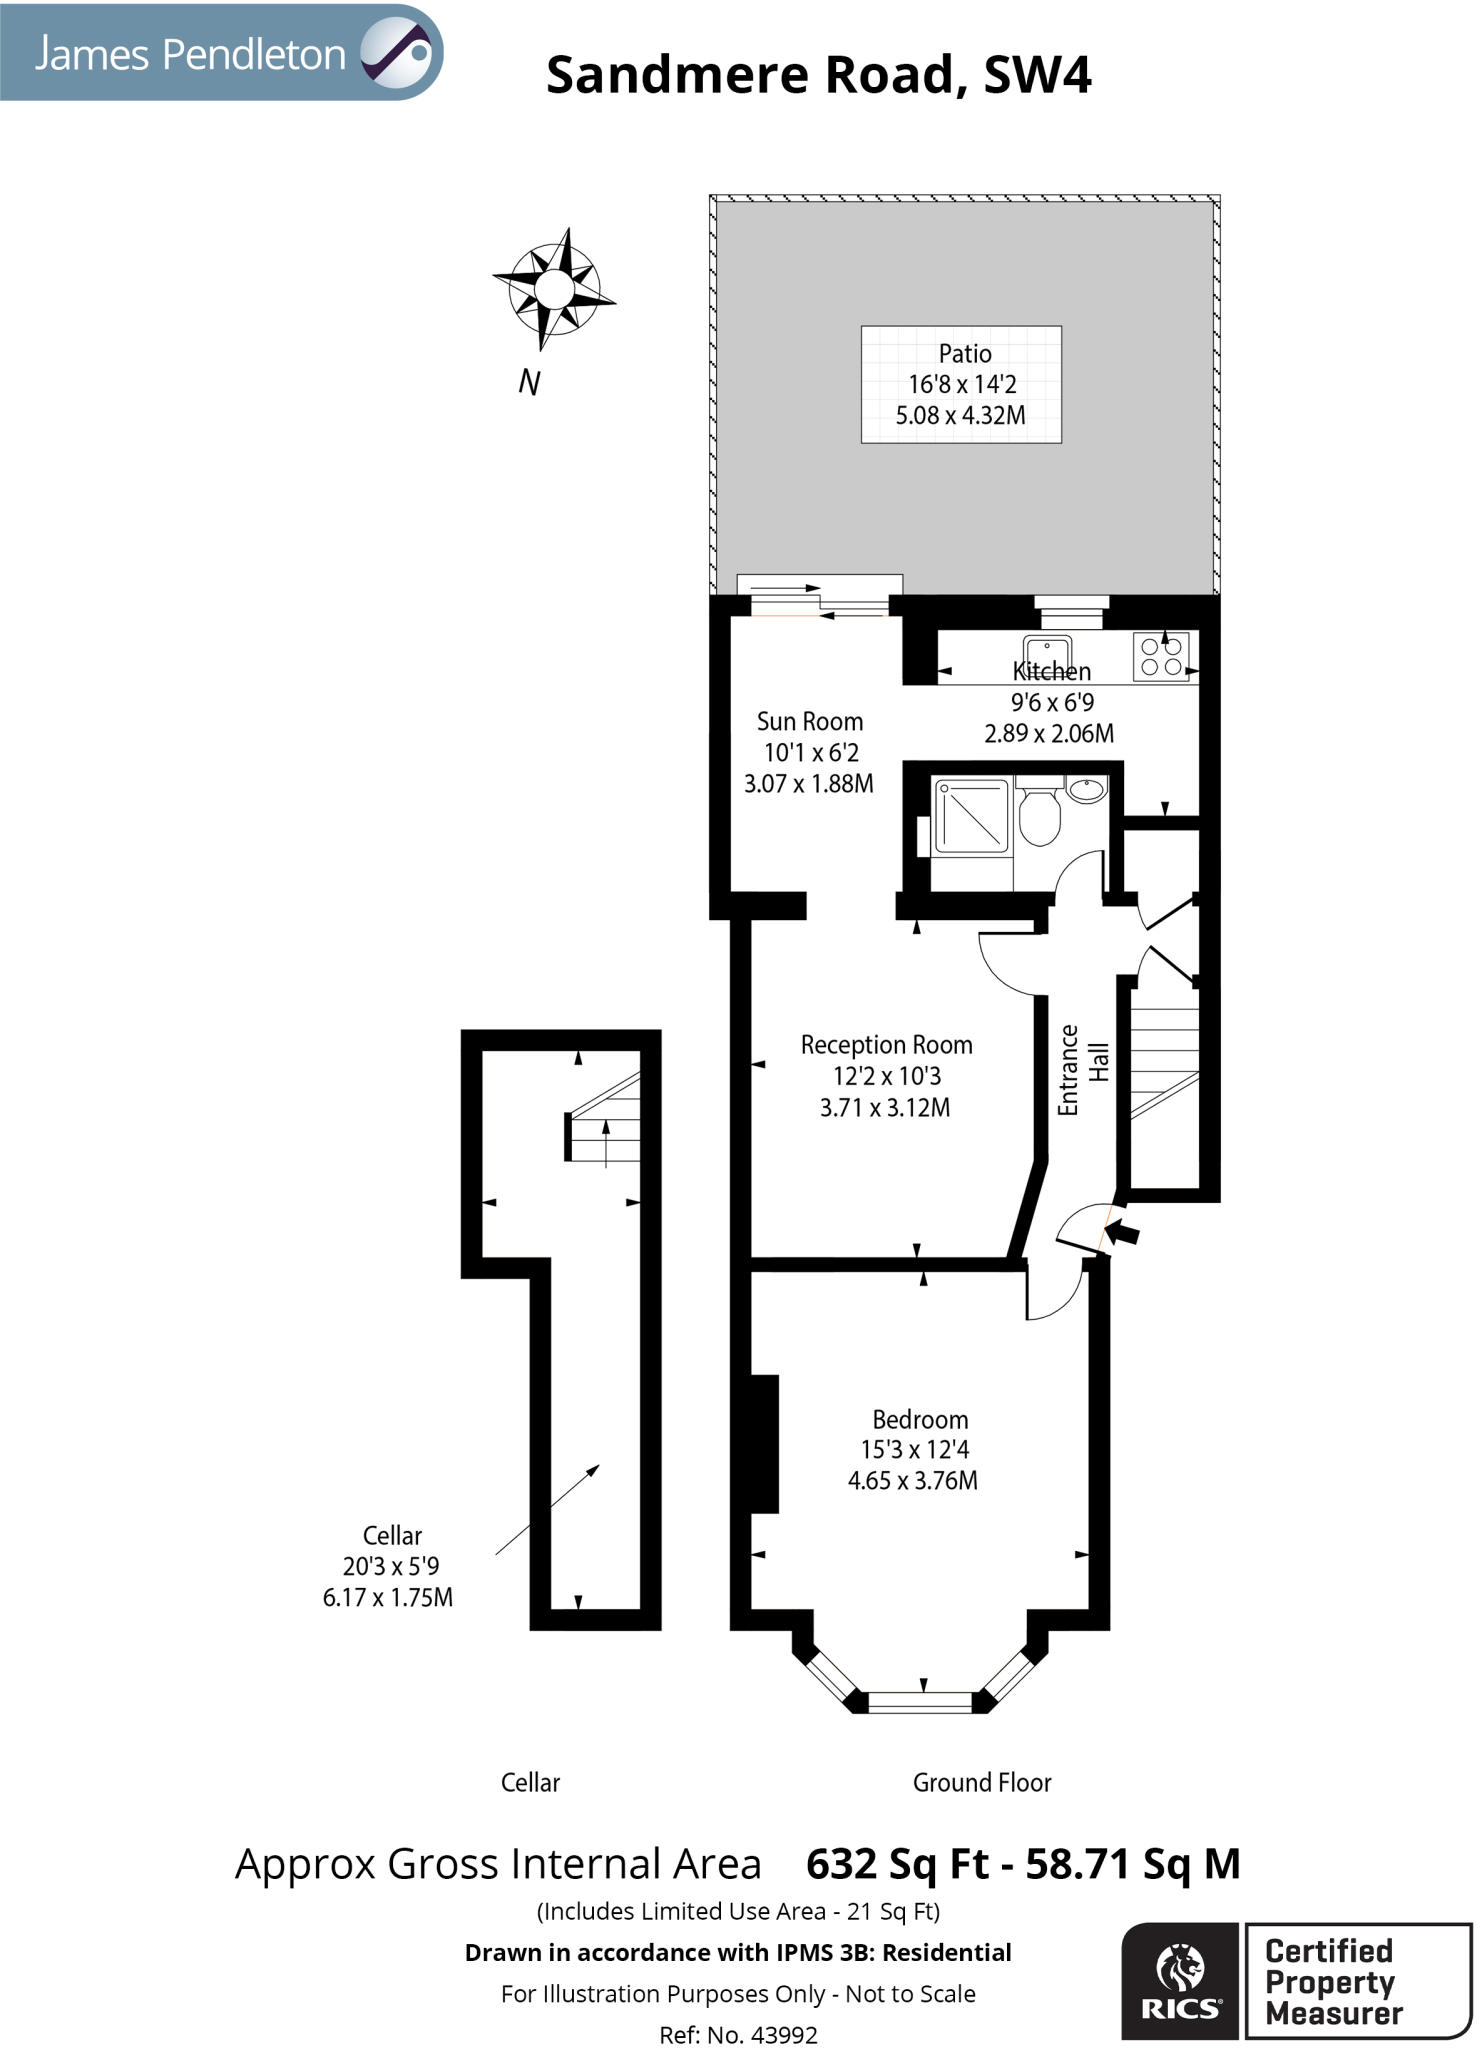 James Pendleton
Sandmere Road, SW4
N
Patio
16'8 x 14'2
5.08 x 4.32M
Kitchen
9'6 x 6'9
2.89 x 2.06M
Sun Room
10'1 x 6'2
3.07 x 1.88M
Reception Room
12'2 x 10'3
3.71 x 3.12M
Entrance
Hall
Bedroom
15'3 x 12'4
4.65 x 3.76M
Cellar
20'3 x 5'9
6.17 x 1.75M
Cellar
Ground Floor
Approx Gross Internal Area 632 Sq Ft - 58.71 Sq M
(Includes Limited Use Area - 21 Sq Ft)
Drawn in accordance with IPMS 3B: Residential
For Illustration Purposes Only - Not to Scale
Ref: No. 43992
RICS®
Certified
Property
Measurer